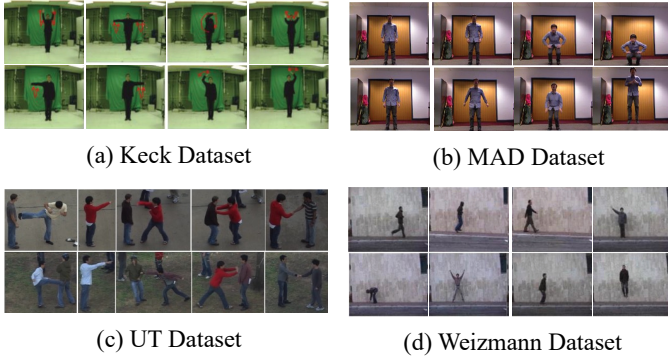 (a) Keck Dataset
(b) MAD Dataset
(c) UT Dataset
(d) Weizmann Dataset